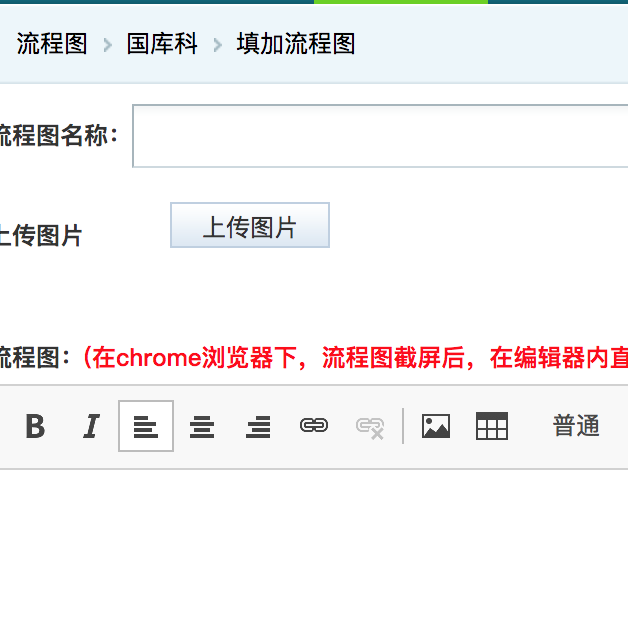 流程图 > 国库科 > 填加流程图
流程图名称：
上传图片 上传图片
流程图：（在chrome浏览器下，流程图截屏后，在编辑器内直
B I 普通